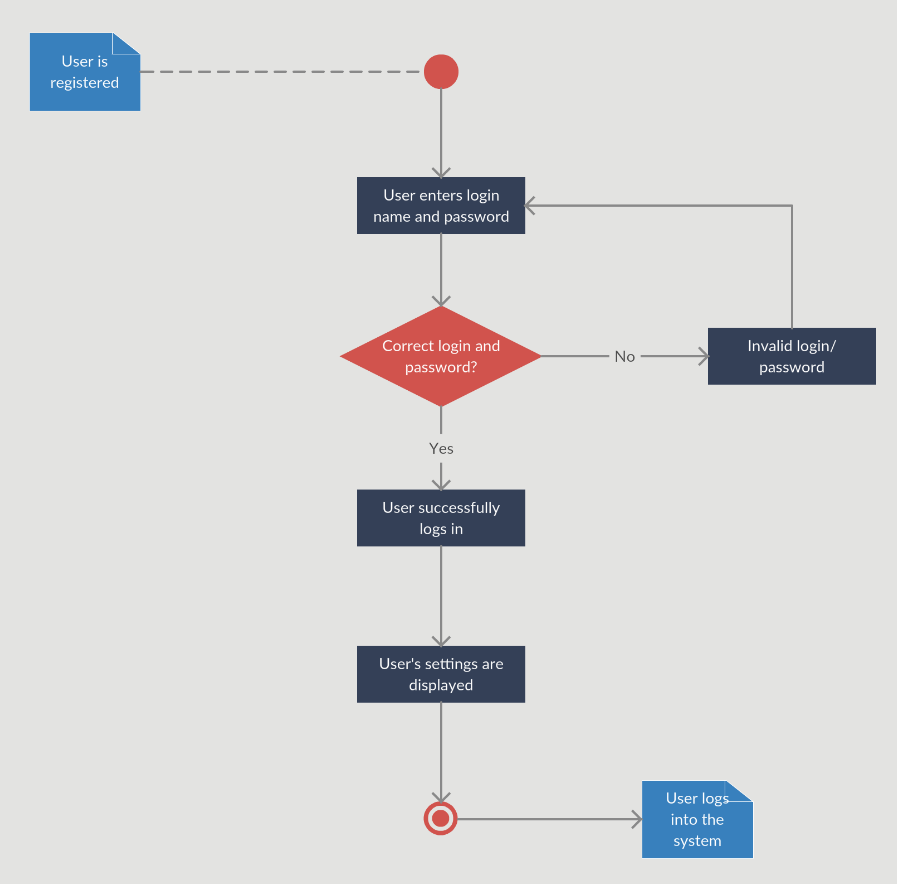 User is
registered
User enters login
name and password
Correct login and
password?
No
Invalid login/
password
Yes
User successfully
logs in
User's settings are
displayed
User logs
into the
system